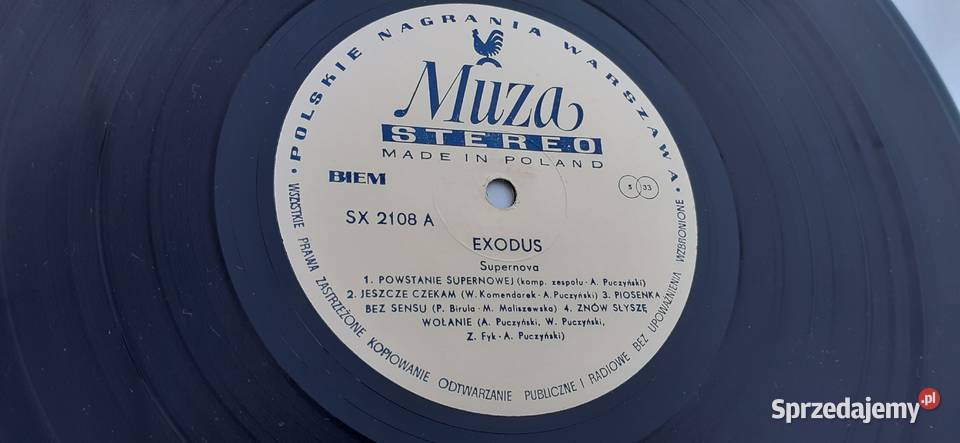 • POLSKIE NAGRANIA WARSZAWA •
Muza
STEREO
MADE IN POLAND
BIEM
S 33
SX 2108 A
EXODUS
Supernova
1. POWSTANIE SUPERNOWEJ (komp. zespołu - A. Puczyński)
2. JESZCZE CZEKAM (W. Komendarek - A. Puczyński) 3. PIOSENKA
BEZ SENSU (P. Birula - M. Maliszewska) 4. ZNÓW SŁYSZĘ
WOŁANIE (A. Puczyński, W. Puczyński,
Z. Fyk - A. Puczyński)
WSZYSTKIE PRAWA ZASTRZEŻONE KOPIOWANIE ODTWARZANIE PUBLICZNE I RADIOWE BEZ UPOWAŻNIENIA WZBRONIONE
Sprzedajemy.pl